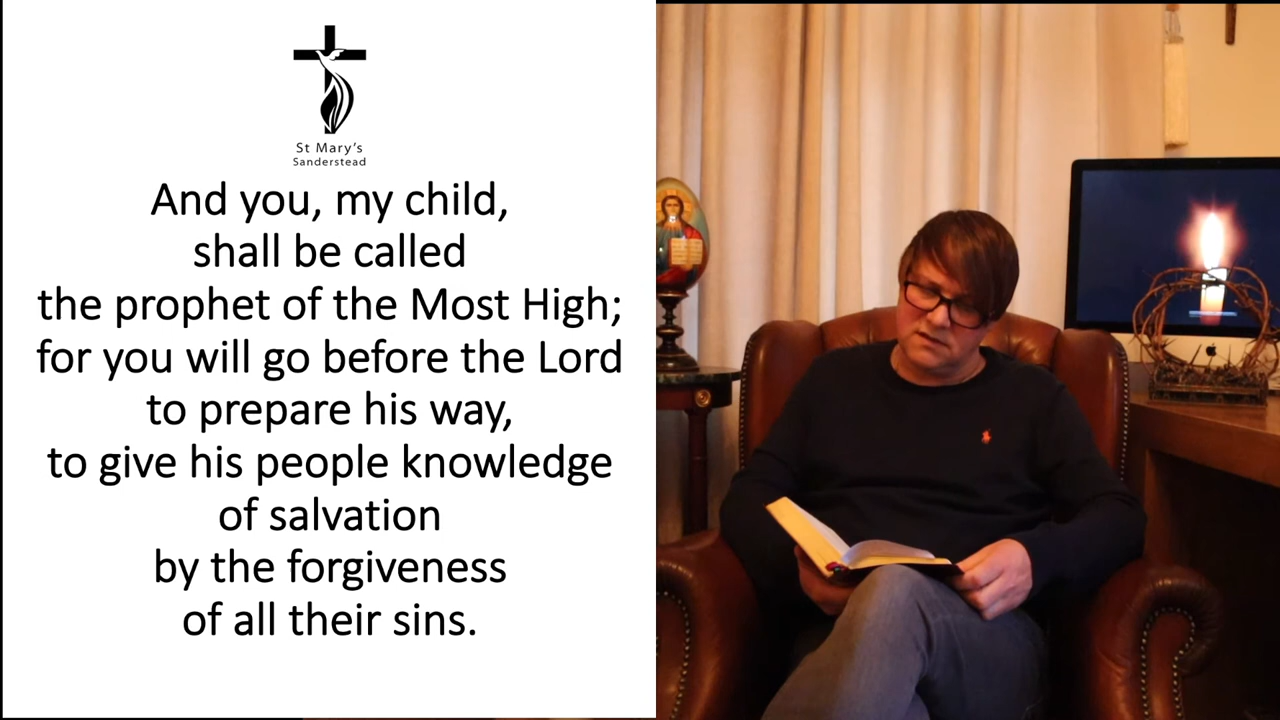 St Mary's
Sanderstead
And you, my child,
shall be called
the prophet of the Most High;
for you will go before the Lord
to prepare his way,
to give his people knowledge
of salvation
by the forgiveness
of all their sins.